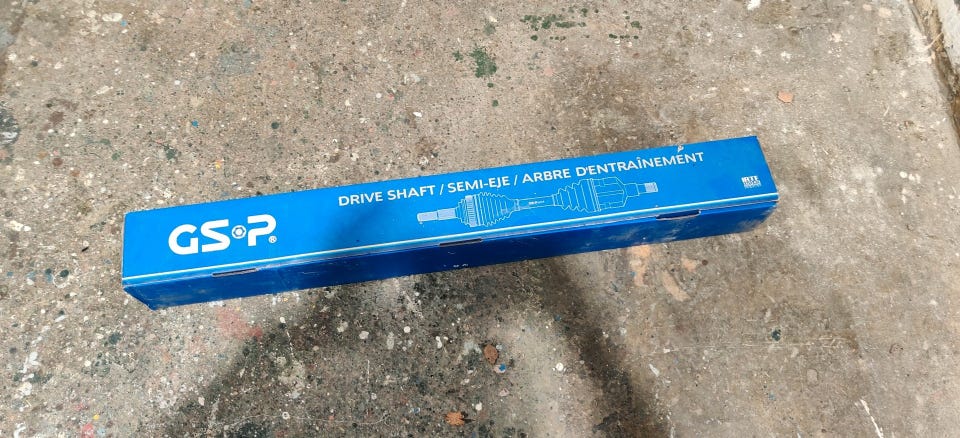 GSP®
DRIVE SHAFT / SEMI-EJE / ARBRE D'ENTRAÎNEMENT